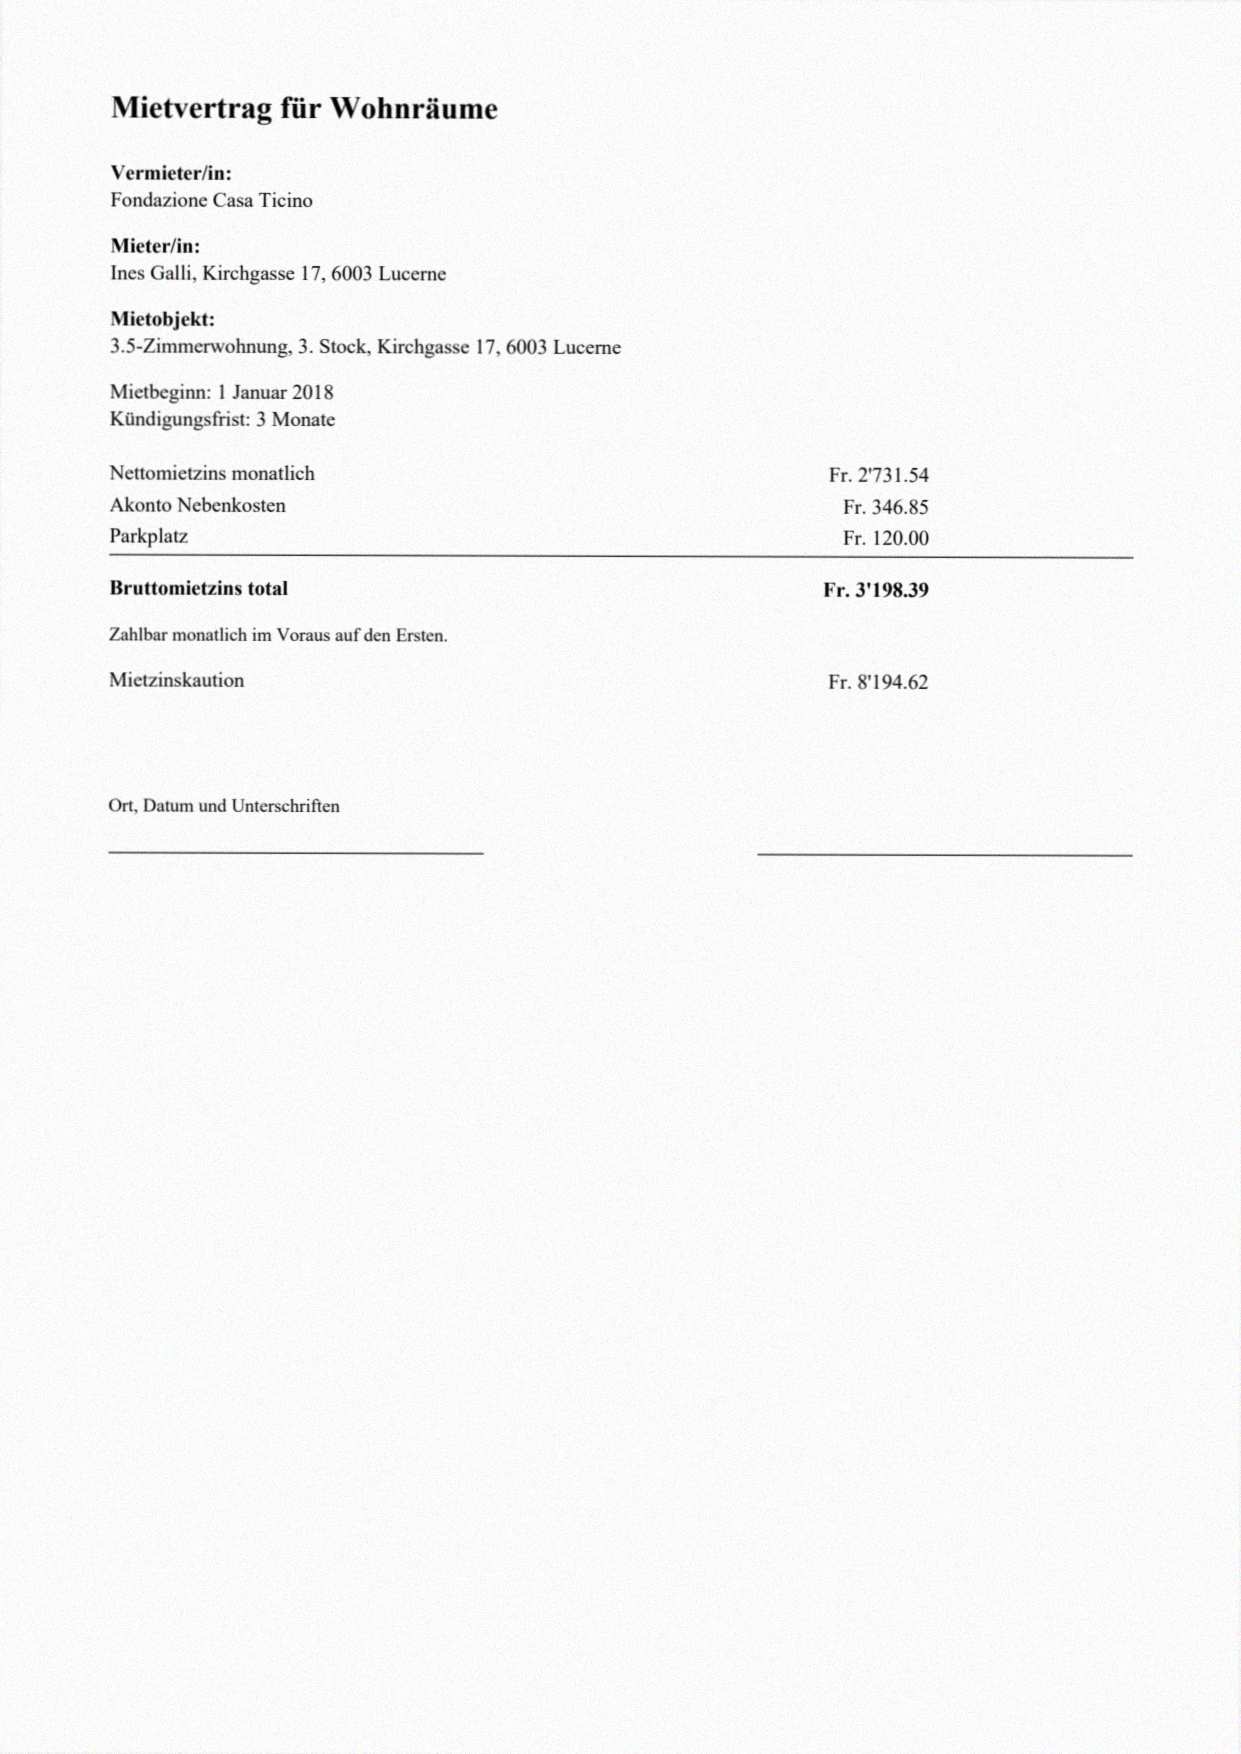 Mietvertrag für Wohnräume
Vermieter/in:
Fondazione Casa Ticino
Mieter/in:
Ines Galli, Kirchgasse 17, 6003 Lucerne
Mietobjekt:
3.5-Zimmerwohnung, 3. Stock, Kirchgasse 17, 6003 Lucerne
Mietbeginn: 1 Januar 2018
Kündigungsfrist: 3 Monate
Nettomietzins monatlich Fr. 2'731.54
Akonto Nebenkosten Fr. 346.85
Parkplatz Fr. 120.00
Bruttomietzins total Fr. 3'198.39
Zahlbar monatlich im Voraus auf den Ersten.
Mietzinskaution Fr. 8'194.62
Ort, Datum und Unterschriften